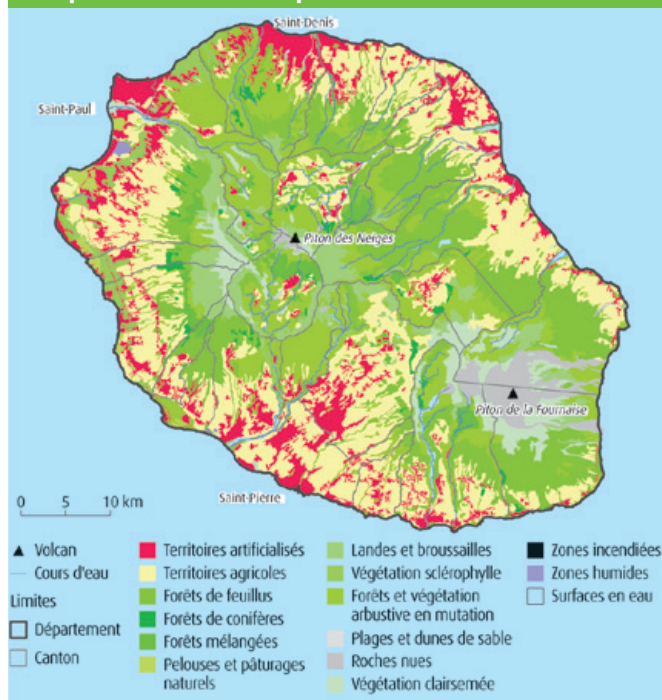 Saint-Denis
Saint-Paul
Piton des Neiges
Piton de la Fournaise
Saint-Pierre
0 5 10 km
Volcan
Cours d'eau
Limites
Département
Canton
Territoires artificialisés
Territoires agricoles
Forêts de feuillus
Forêts de conifères
Forêts mélangées
Pelouses et pâturages
naturels
Landes et broussailles
Végétation sclérophylle
Forêts et végétation
arbustive en mutation
Plages et dunes de sable
Roches nues
Végétation clairsemée
Zones incendiées
Zones humides
Surfaces en eau